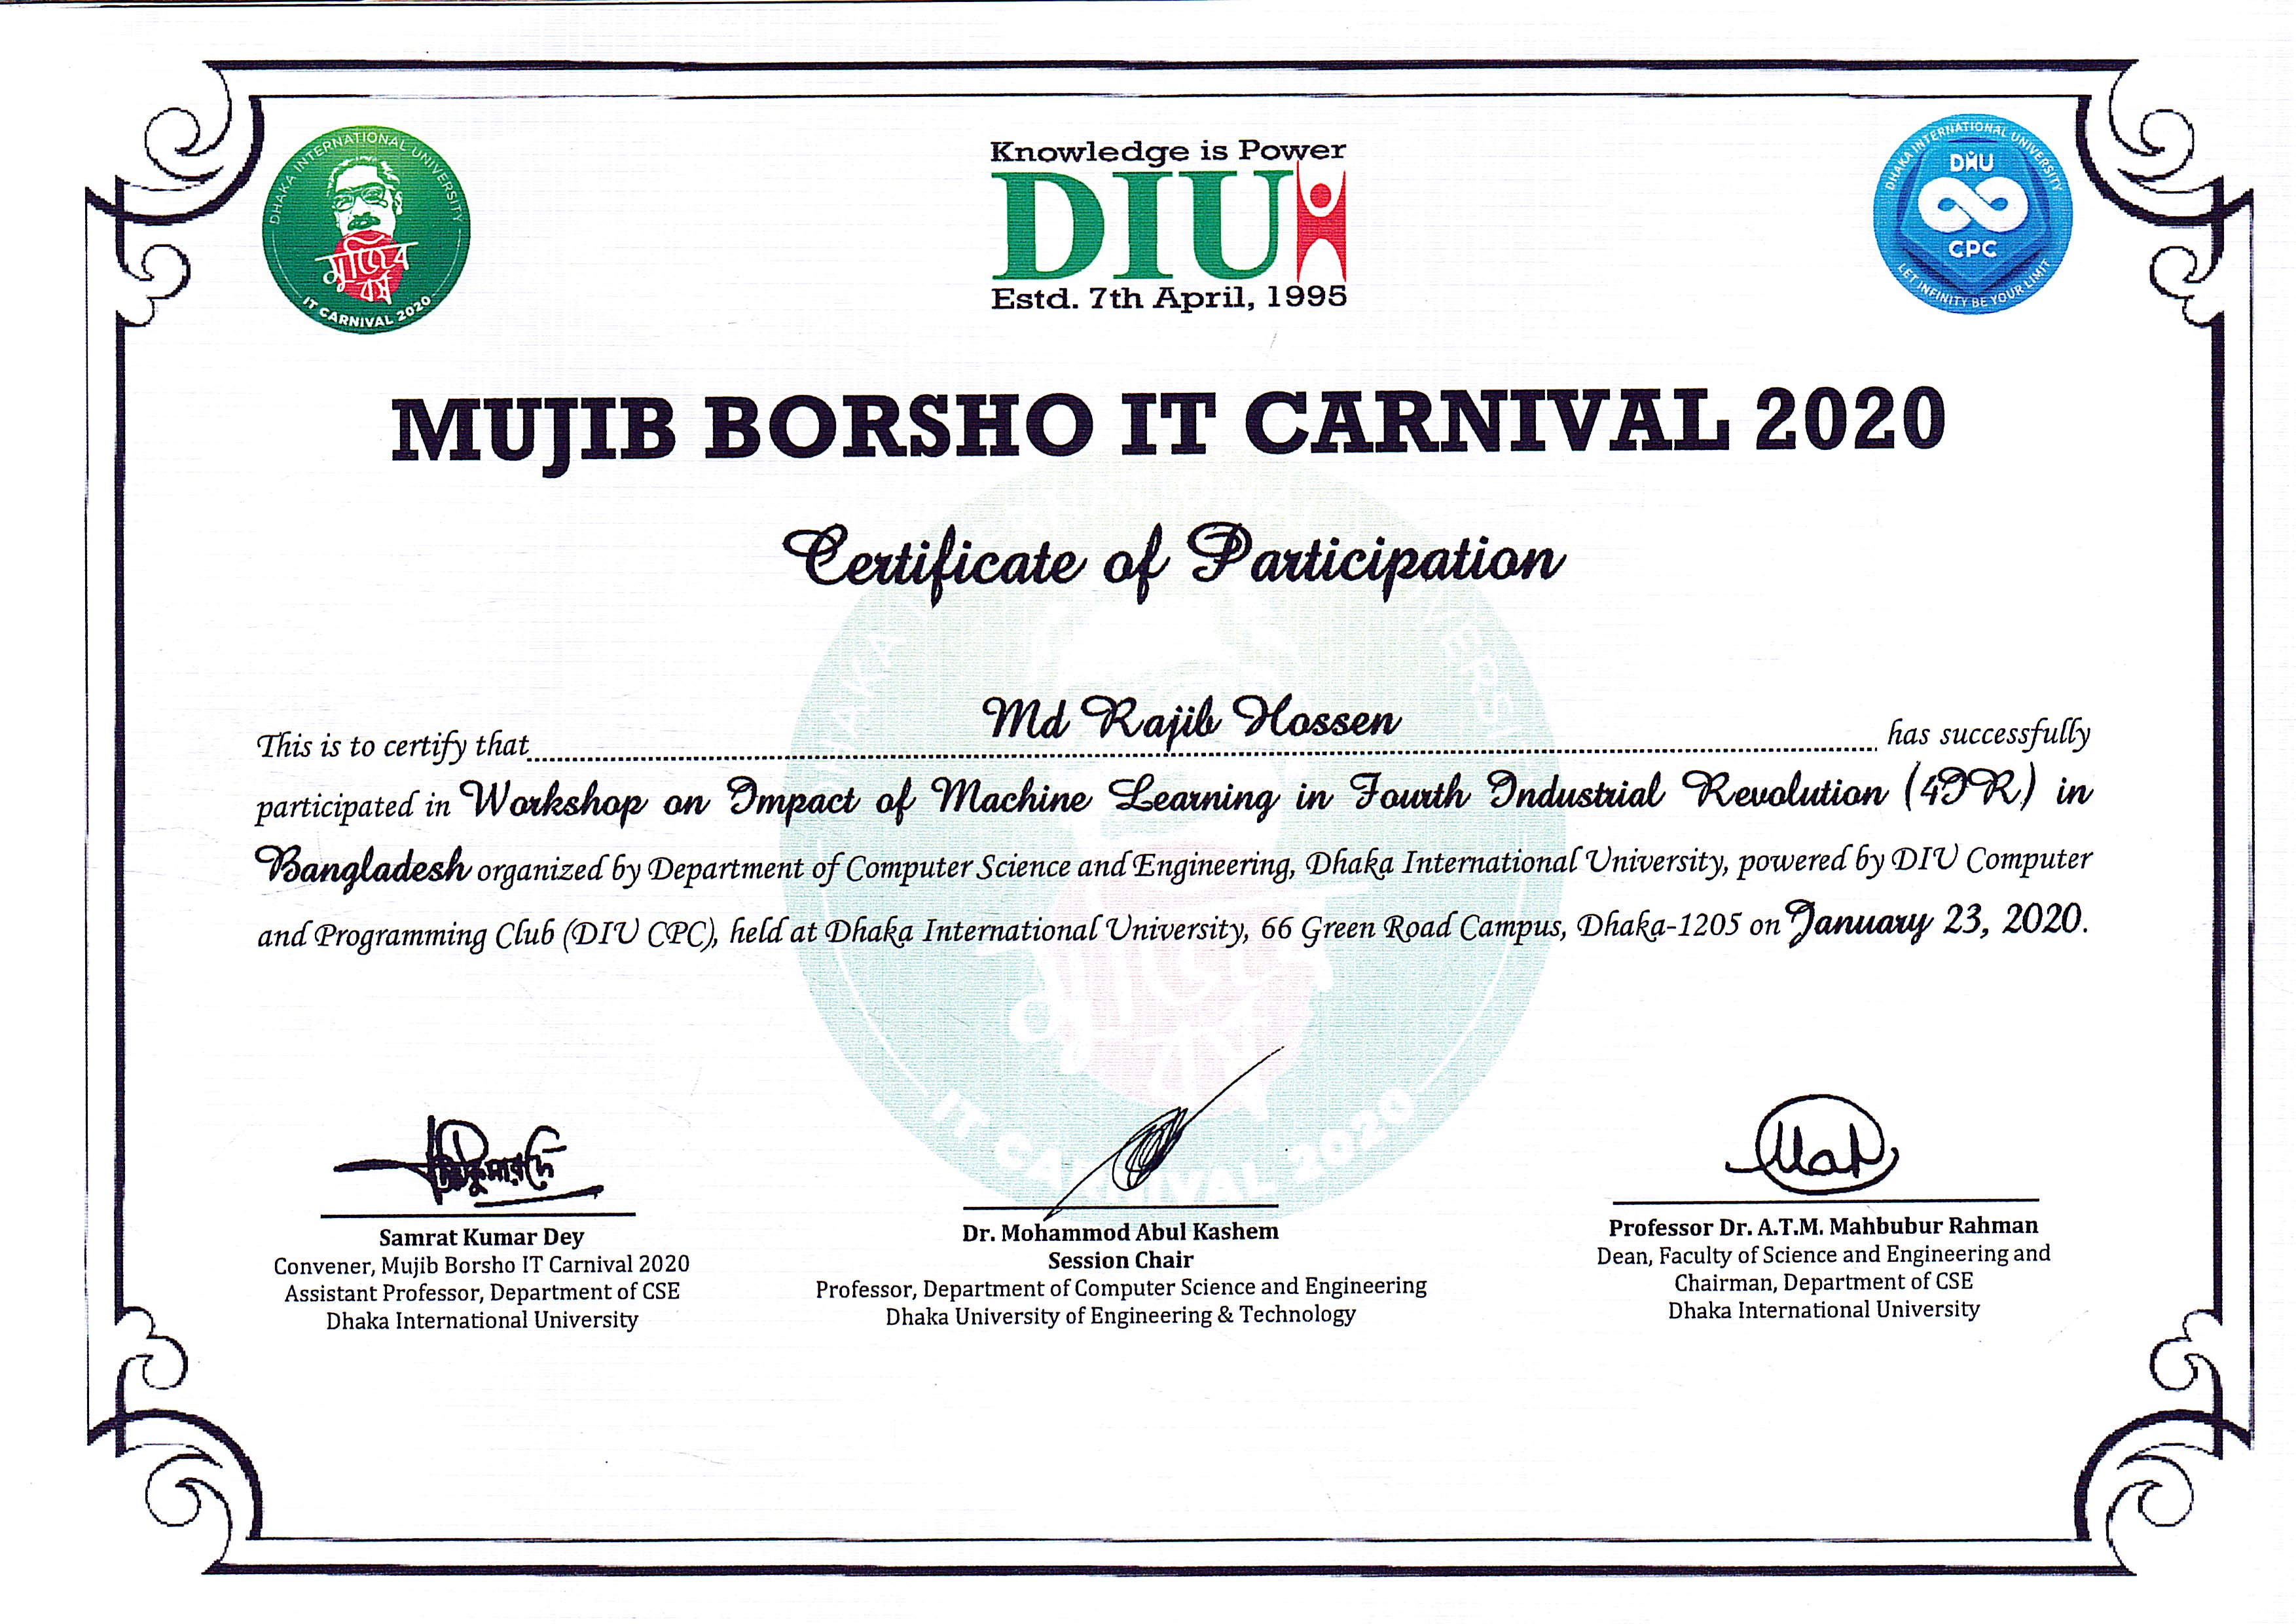 DHAKA INTERNATIONAL UNIVERSITY
মুজিব
বর্ষ
IT CARNIVAL 2020
Knowledge is Power
DIU
Estd. 7th April, 1995
DHAKA INTERNATIONAL UNIVERSITY
DIU
CPC
LET INFINITY BE YOUR LIMIT
MUJIB BORSHO IT CARNIVAL 2020
Certificate of Participation
This is to certify that Md Rajib Hossen has successfully
participated in Workshop on Impact of Machine Learning in Fourth Industrial Revolution (4IR) in
Bangladesh organized by Department of Computer Science and Engineering, Dhaka International University, powered by DIU Computer
and Programming Club (DIU CPC), held at Dhaka International University, 66 Green Road Campus, Dhaka-1205 on January 23, 2020.
Samrat Kumar Dey
Convener, Mujib Borsho IT Carnival 2020
Assistant Professor, Department of CSE
Dhaka International University
Dr. Mohammod Abul Kashem
Session Chair
Professor, Department of Computer Science and Engineering
Dhaka University of Engineering & Technology
Professor Dr. A.T.M. Mahbubur Rahman
Dean, Faculty of Science and Engineering and
Chairman, Department of CSE
Dhaka International University